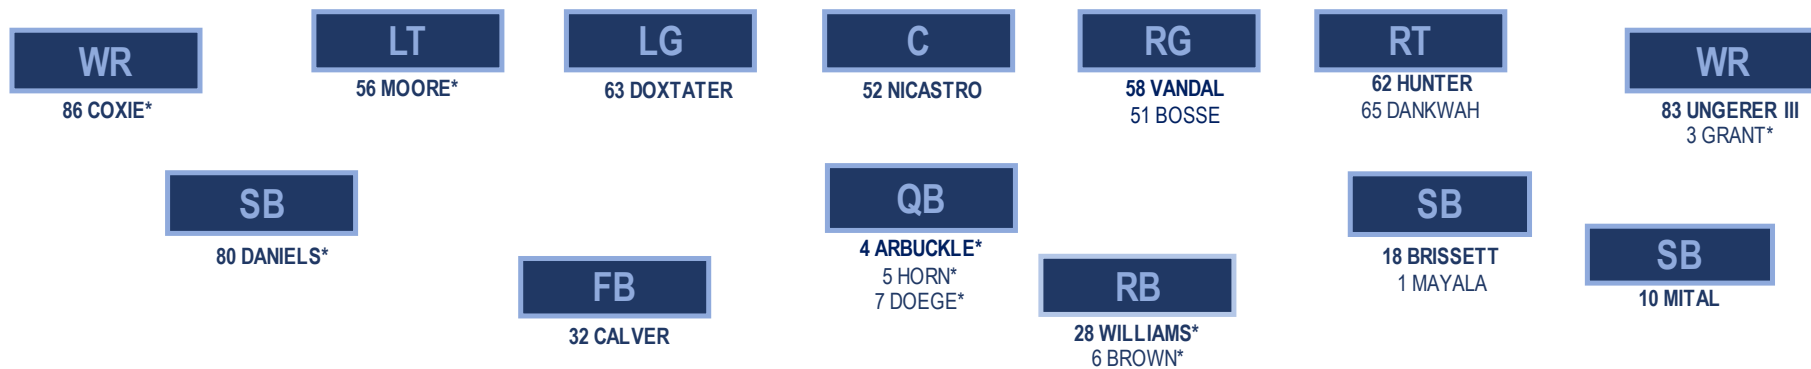 WR
86 COXIE*
LT
56 MOORE*
LG
63 DOXTATER
C
52 NICASTRO
RG
58 VANDAL
51 BOSSE
RT
62 HUNTER
65 DANKWAH
WR
83 UNGERER III
3 GRANT*
SB
80 DANIELS*
FB
32 CALVER
QB
4 ARBUCKLE*
5 HORN*
7 DOEGE*
RB
28 WILLIAMS*
6 BROWN*
SB
18 BRISSETT
1 MAYALA
SB
10 MITAL